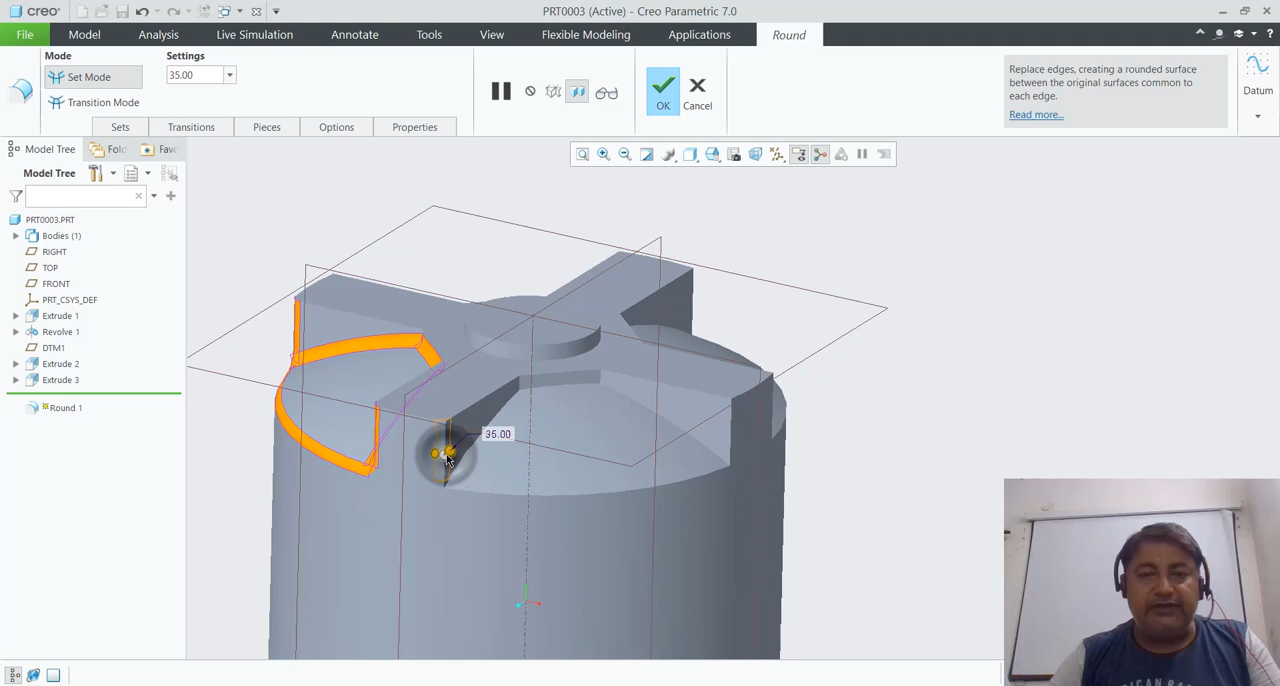 creo
PRT0003 (Active) - Creo Parametric 7.0
File
Model
Analysis
Live Simulation
Annotate
Tools
View
Flexible Modeling
Applications
Round
Mode
Settings
Set Mode
35.00
Transition Mode
OK
Cancel
Replace edges, creating a rounded surface
between the original surfaces common to
each edge.
Read more...
Datum
Sets
Transitions
Pieces
Options
Properties
Model Tree
Fold
Fav
Model Tree
PRT0003.PRT
Bodies (1)
RIGHT
TOP
FRONT
PRT_CSYS_DEF
Extrude 1
Revolve 1
DTM1
Extrude 2
Extrude 3
Round 1
35.00